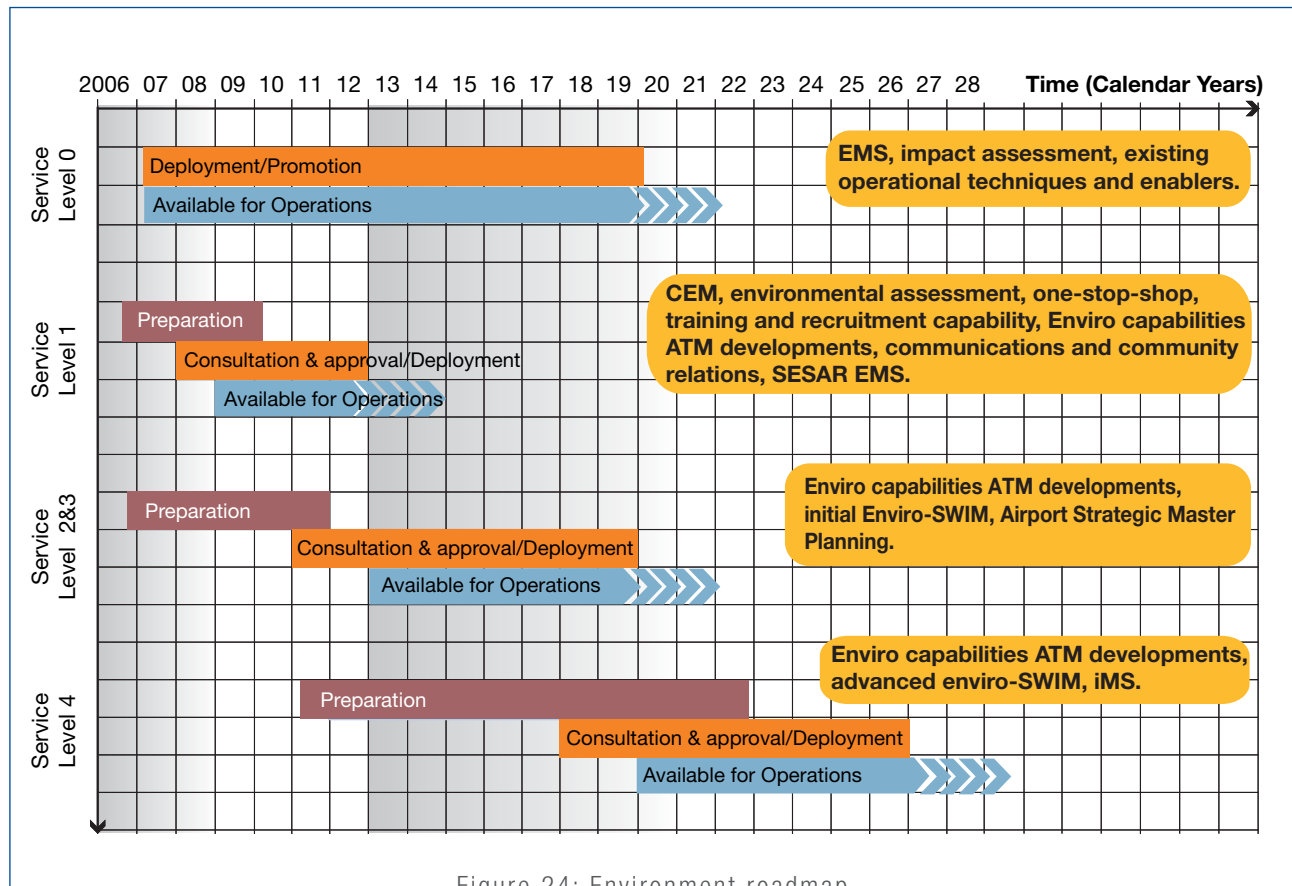 2006 07 08 09 10 11 12 13 14 15 16 17 18 19 20 21 22 23 24 25 26 27 28 Time (Calendar Years)
Service
Level 0
Deployment/Promotion
Available for Operations
EMS, impact assessment, existing
operational techniques and enablers.
Service
Level 1
Preparation
Consultation & approval/Deployment
Available for Operations
CEM, environmental assessment, one-stop-shop,
training and recruitment capability, Enviro capabilities
ATM developments, communications and community
relations, SESAR EMS.
Service
Level 2&3
Preparation
Consultation & approval/Deployment
Available for Operations
Enviro capabilities ATM developments,
initial Enviro-SWIM, Airport Strategic Master
Planning.
Service
Level 4
Preparation
Consultation & approval/Deployment
Available for Operations
Enviro capabilities ATM developments,
advanced enviro-SWIM, iMS.
Figure 24: Environment roadmap